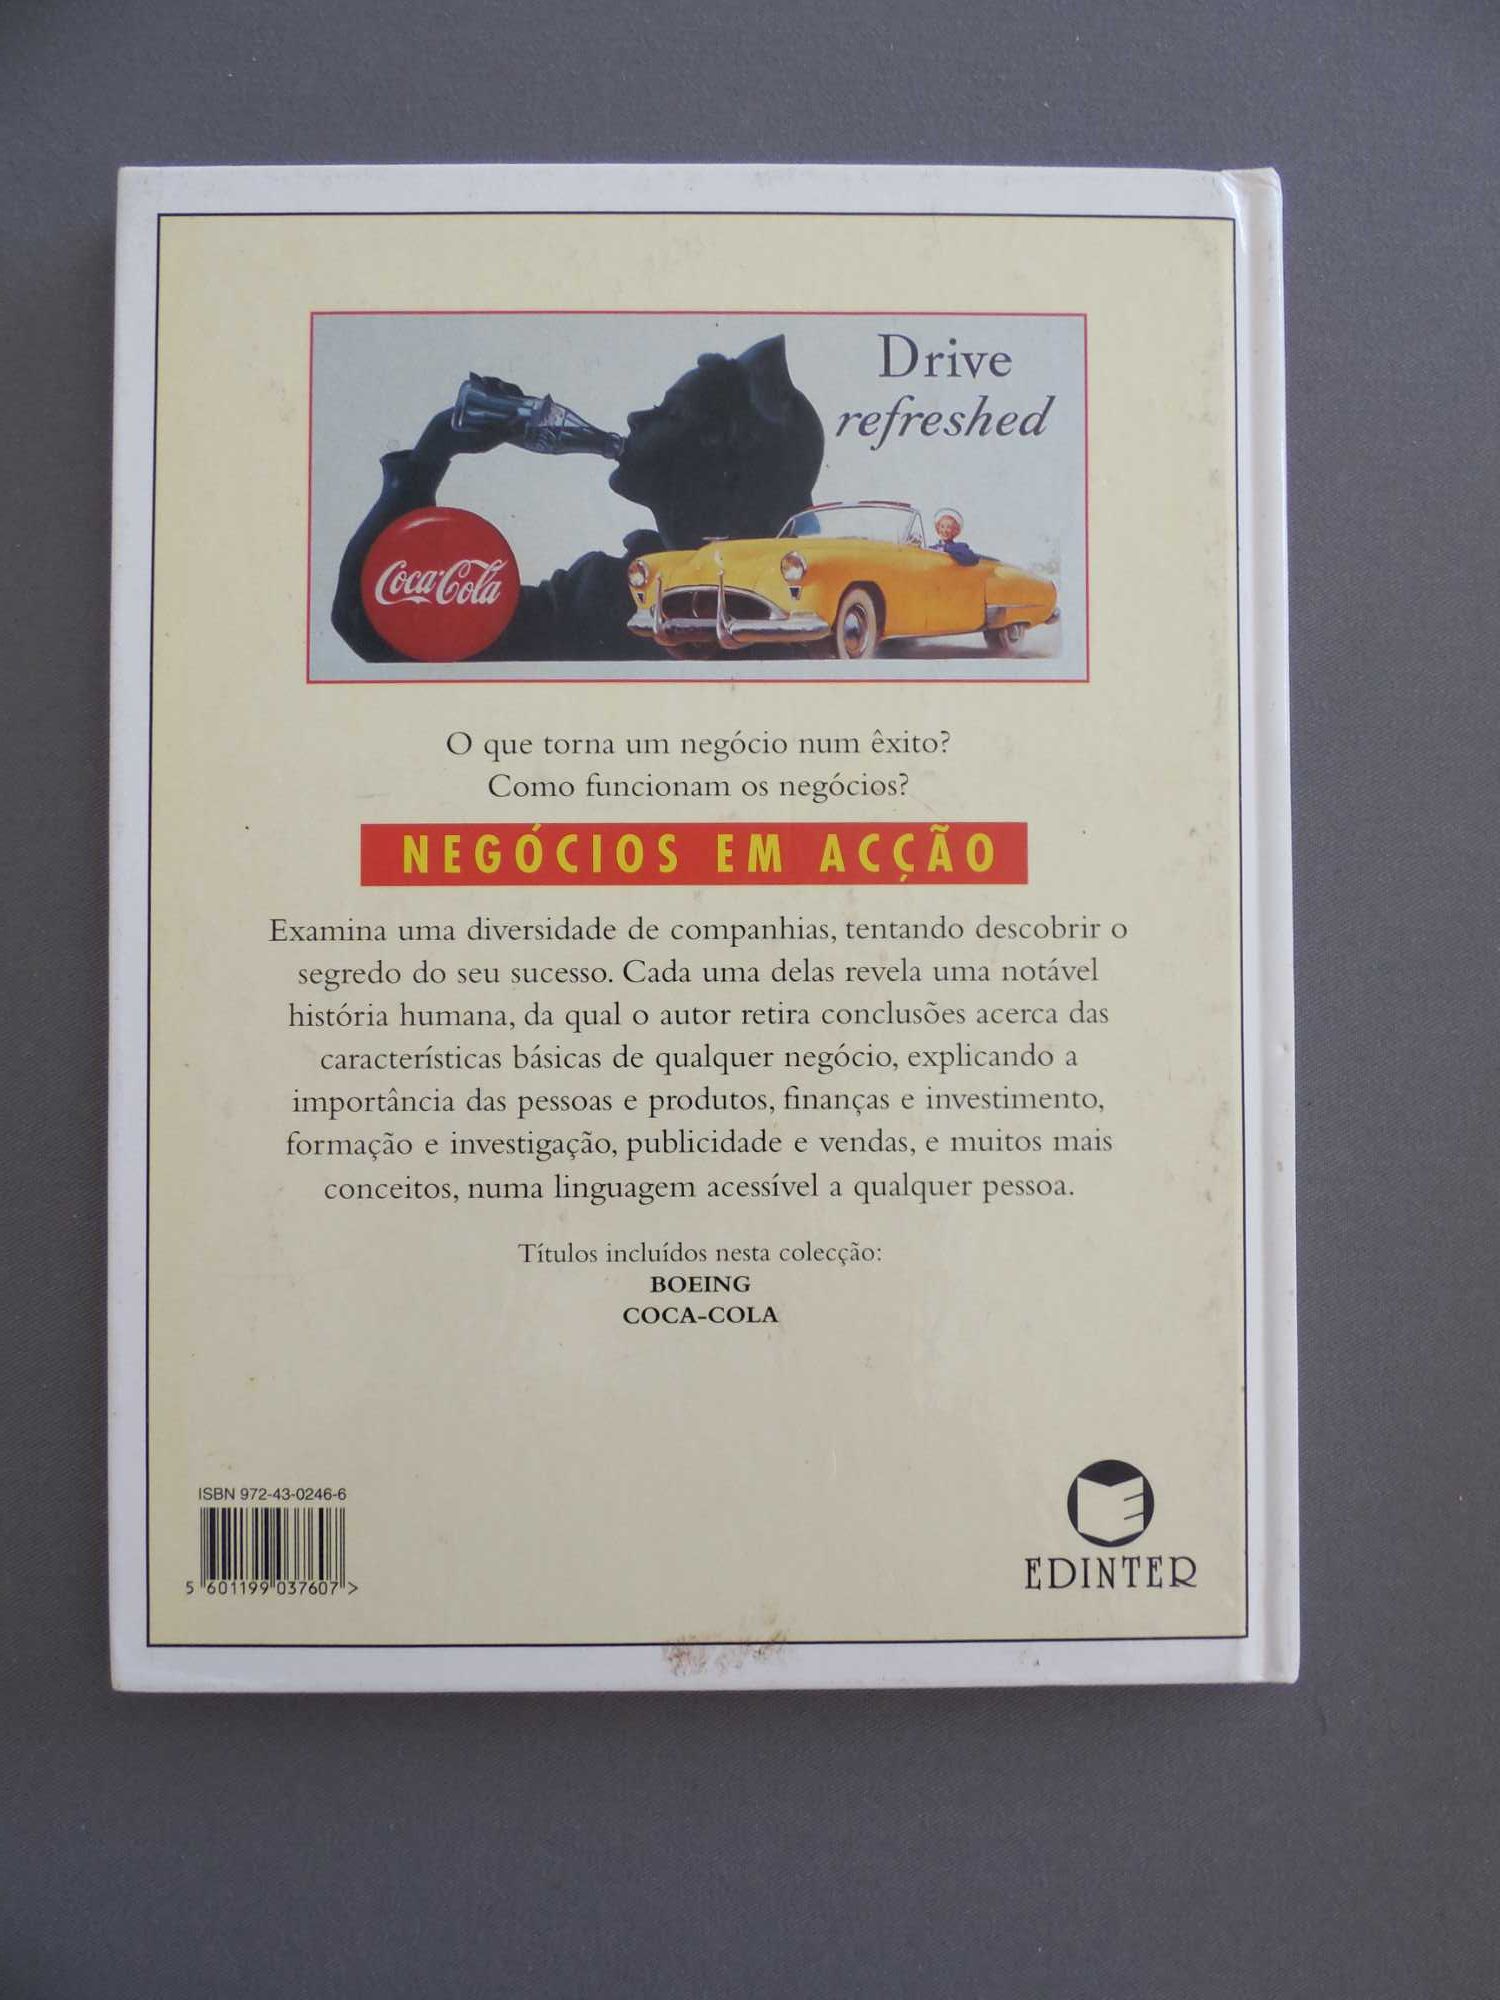 Drive
refreshed
Coca-Cola
O que torna um negócio num êxito?
Como funcionam os negócios?
NEGÓCIOS EM ACÇÃO
Examina uma diversidade de companhias, tentando descobrir o
segredo do seu sucesso. Cada uma delas revela uma notável
história humana, da qual o autor retira conclusões acerca das
características básicas de qualquer negócio, explicando a
importância das pessoas e produtos, finanças e investimento,
formação e investigação, publicidade e vendas, e muitos mais
conceitos, numa linguagem acessível a qualquer pessoa.
Títulos incluídos nesta colecção:
BOEING
COCA-COLA
ISBN 972-43-0246-6
5 601199 037607 >
EDINTER